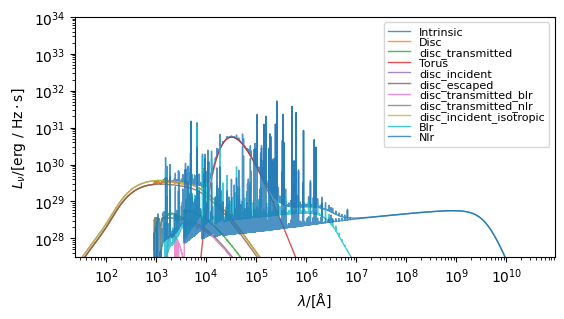 10^34
10^33
10^32
10^31
10^30
10^29
10^28
L_ν/[erg / Hz · s]
Intrinsic
Disc
disc_transmitted
Torus
disc_incident
disc_escaped
disc_transmitted_blr
disc_transmitted_nlr
disc_incident_isotropic
Blr
Nlr
10^2 10^3 10^4 10^5 10^6 10^7 10^8 10^9 10^10
λ/[Å]